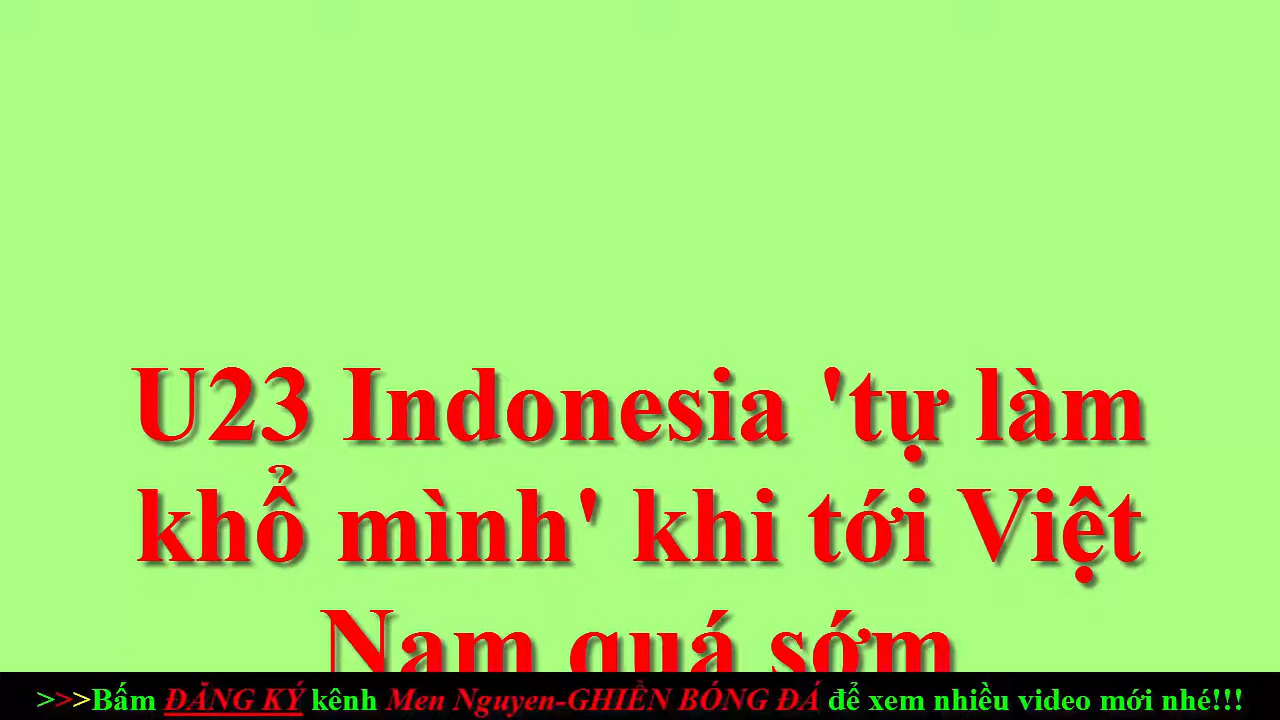 U23 Indonesia 'tự làm
khổ mình' khi tới Việt
Nam quá sớm
>>>Bấm ĐĂNG KÝ kênh Men Nguyen-GHIỀN BÓNG ĐÁ để xem nhiều video mới nhé!!!